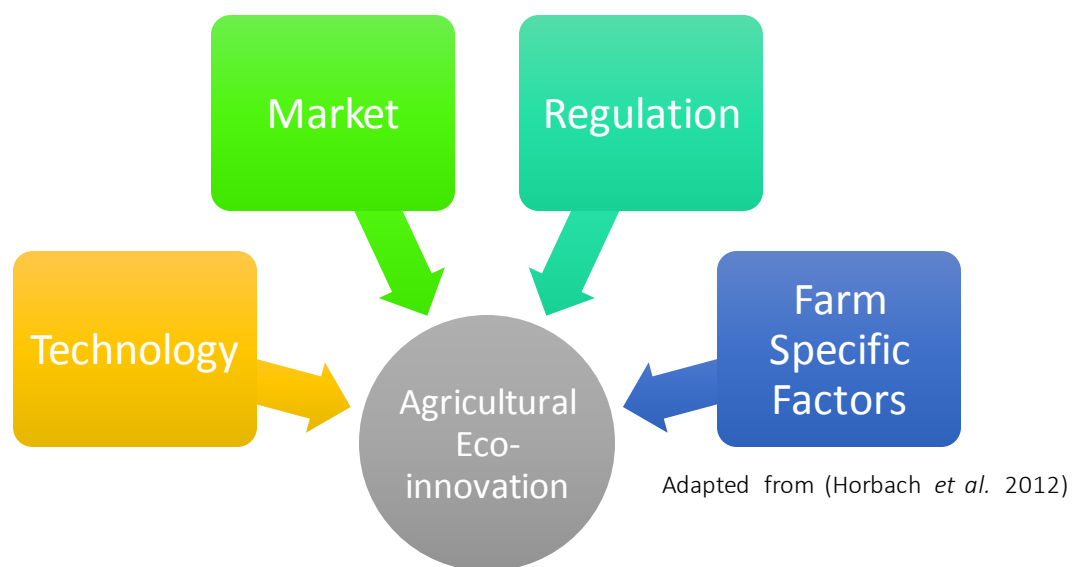 Market
Regulation
Technology
Farm
Specific
Factors
Agricultural
Eco-
innovation
Adapted from (Horbach et al. 2012)